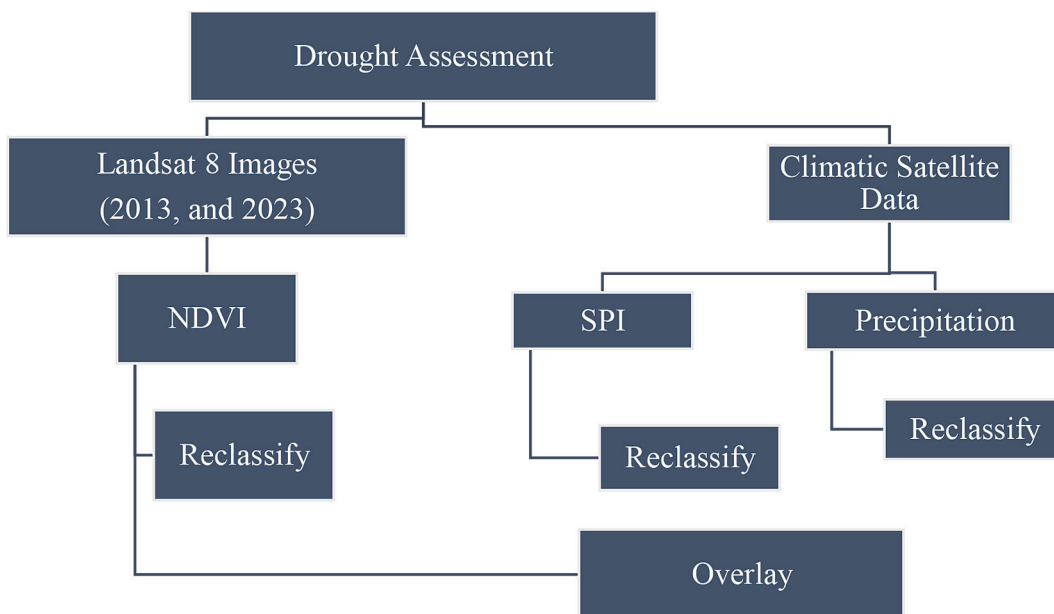 Drought Assessment
Landsat 8 Images
(2013, and 2023)
Climatic Satellite
Data
NDVI
SPI
Precipitation
Reclassify
Reclassify
Reclassify
Overlay